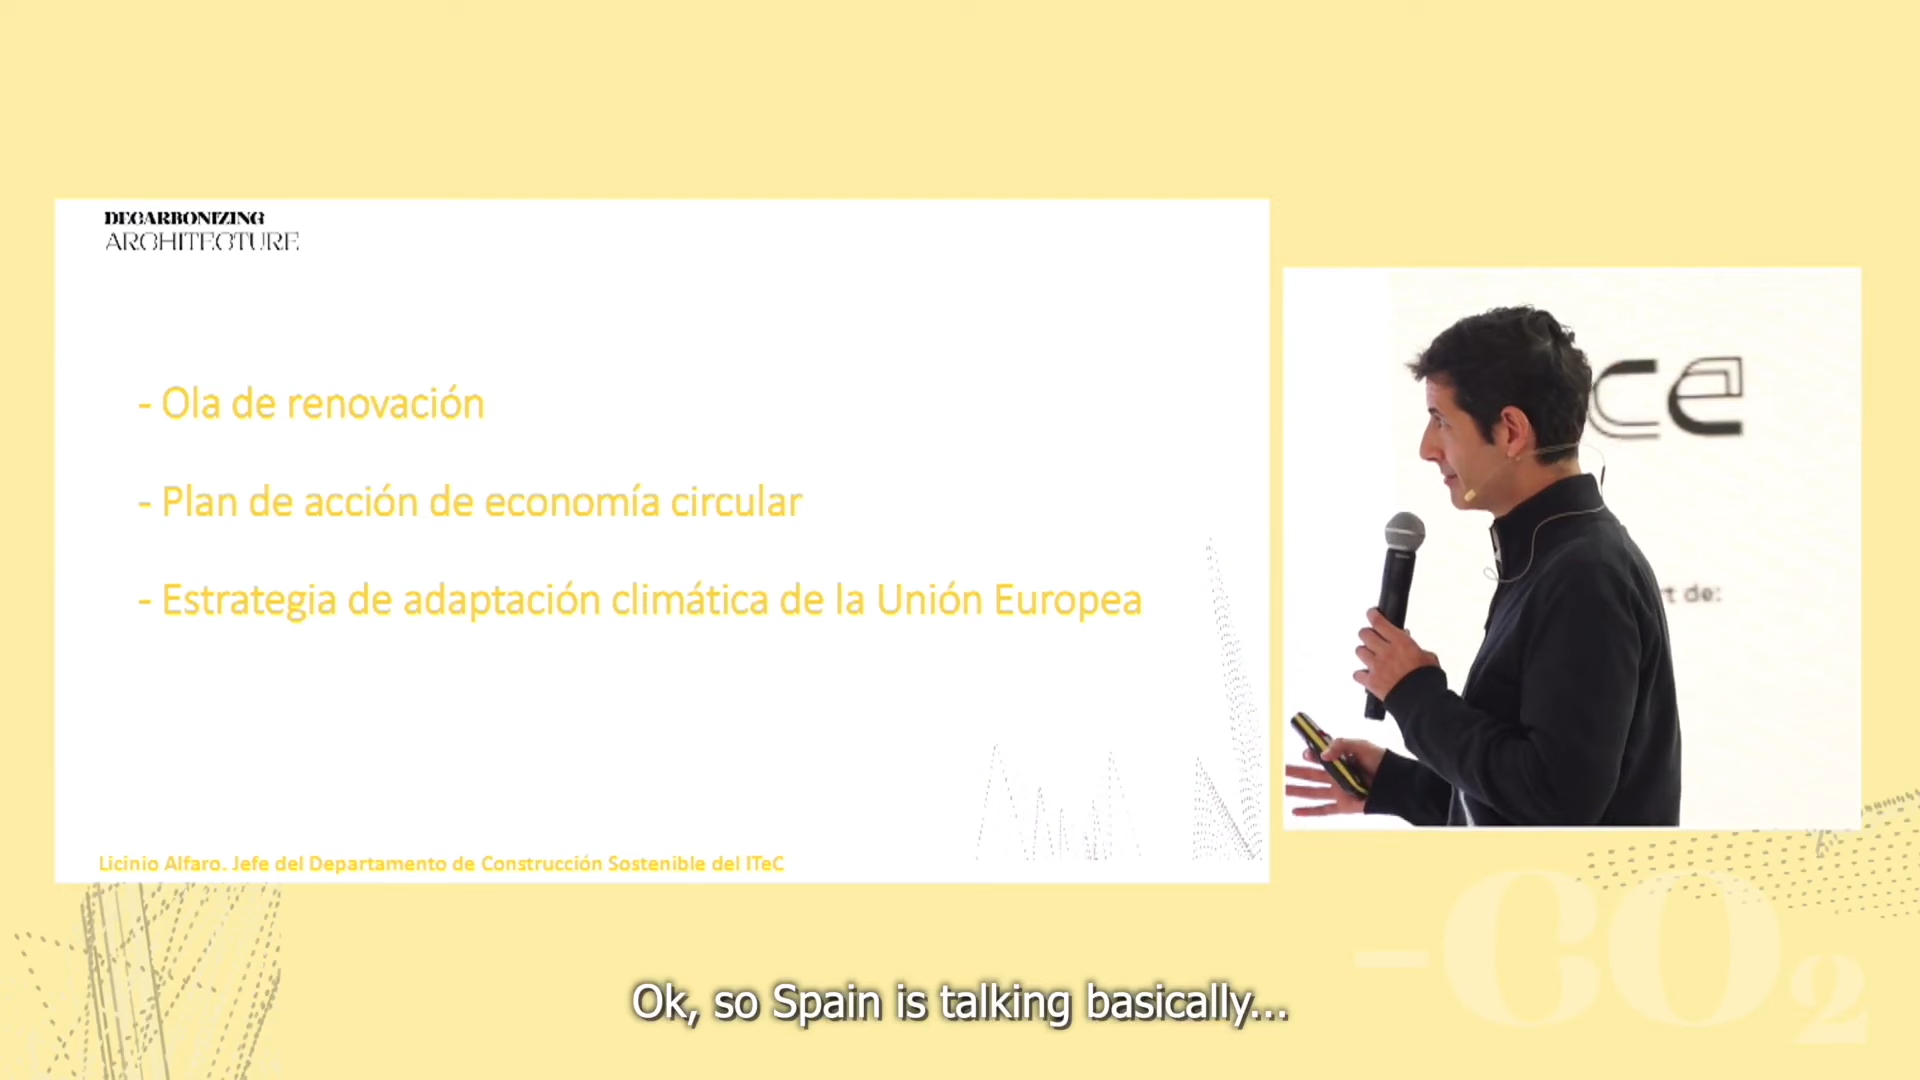 DECARBONIZING
ARCHITECTURE
- Ola de renovación
- Plan de acción de economía circular
- Estrategia de adaptación climática de la Unión Europea
Licinio Alfaro. Jefe del Departamento de Construcción Sostenible del ITeC
ce
rt de:
-CO2
Ok, so Spain is talking basically...